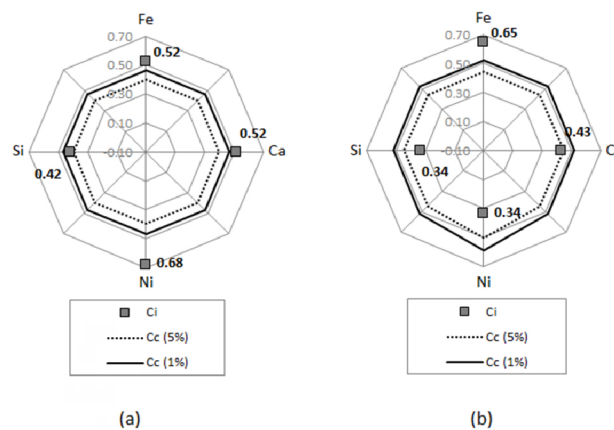 Fe
0.70
0.52
0.50
0.30
0.10
-0.10
0.52
Si
Ca
0.42
0.68
Ni
Ci
Cc (5%)
Cc (1%)
(a)
Fe
0.70
0.65
0.50
0.30
0.10
-0.10
0.43
Si
C
0.34
0.34
Ni
Ci
Cc (5%)
Cc (1%)
(b)